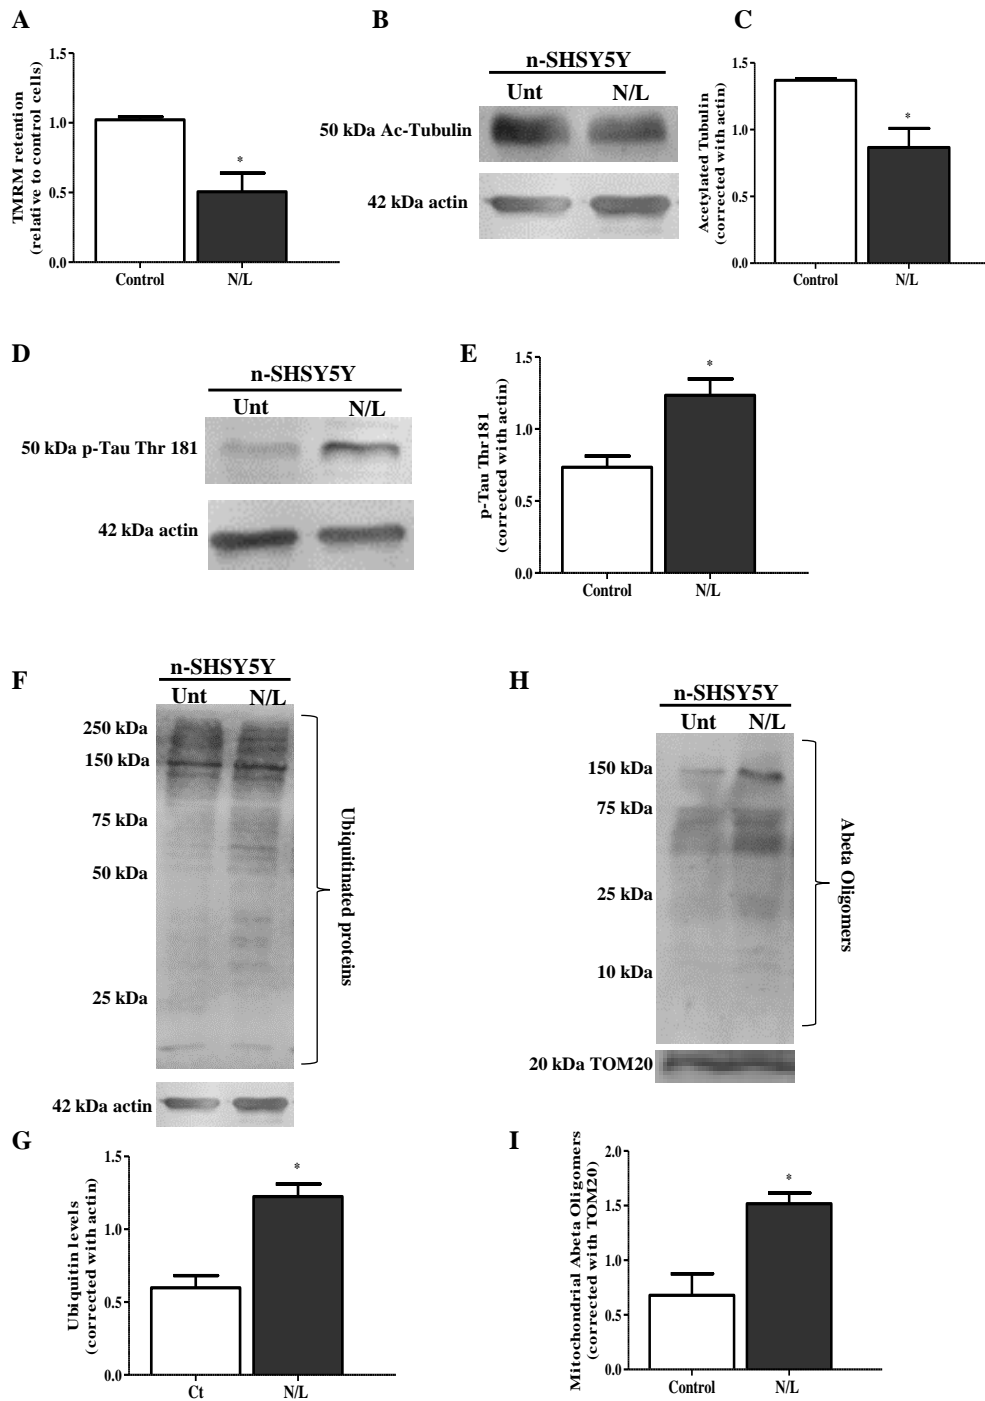 A
TMRM retention
(relative to control cells)
1.5
1.0
0.5
0.0
*
Control
N/L
B
n-SHSY5Y
Unt
N/L
50 kDa Ac-Tubulin
42 kDa actin
C
Acetylated Tubulin
(corrected with actin)
1.5
1.0
0.5
0.0
*
Control
N/L
D
n-SHSY5Y
Unt
N/L
50 kDa p-Tau Thr 181
42 kDa actin
E
p-Tau Thr181
(corrected with actin)
1.5
1.0
0.5
0.0
*
Control
N/L
F
n-SHSY5Y
Unt
N/L
250 kDa
150 kDa
75 kDa
50 kDa
25 kDa
Ubiquitinated proteins
42 kDa actin
H
n-SHSY5Y
Unt
N/L
150 kDa
75 kDa
25 kDa
10 kDa
Abeta Oligomers
20 kDa TOM20
G
Ubiquitin levels
(corrected with actin)
1.5
1.0
0.5
0.0
*
Ct
N/L
I
Mitochondrial Abeta Oligomers
(corrected with TOM20)
2.0
1.5
1.0
0.5
0.0
*
Control
N/L